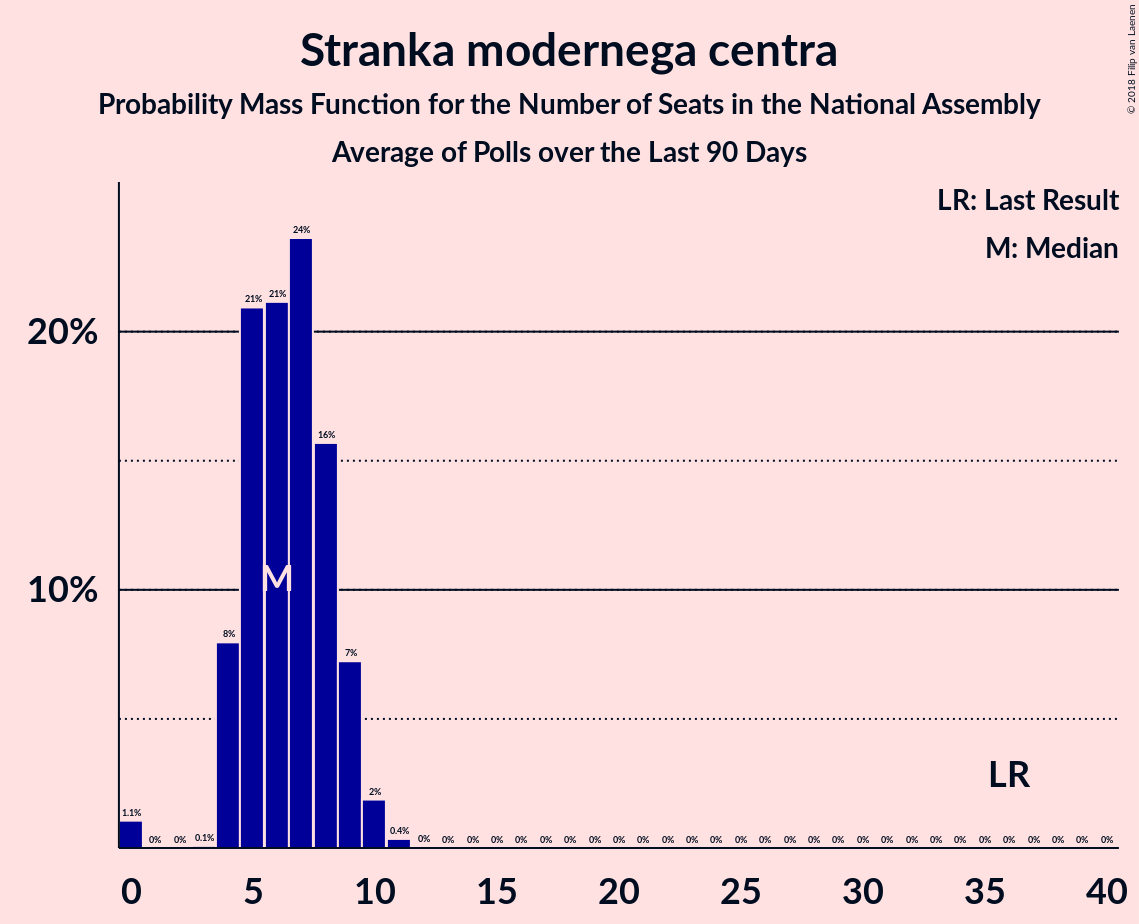 Stranka modernega centra
Probability Mass Function for the Number of Seats in the National Assembly
Average of Polls over the Last 90 Days
© 2018 Filip van Laenen
LR: Last Result
M: Median
24%
21% 21%
20%
16%
M
10%
8%
7%
LR
1.1% 0% 0% 0.1% 2% 0.4% 0% 0% 0% 0% 0% 0% 0% 0% 0% 0% 0% 0% 0% 0% 0% 0% 0% 0% 0% 0% 0% 0% 0% 0% 0% 0% 0% 0% 0%
0 5 10 15 20 25 30 35 40